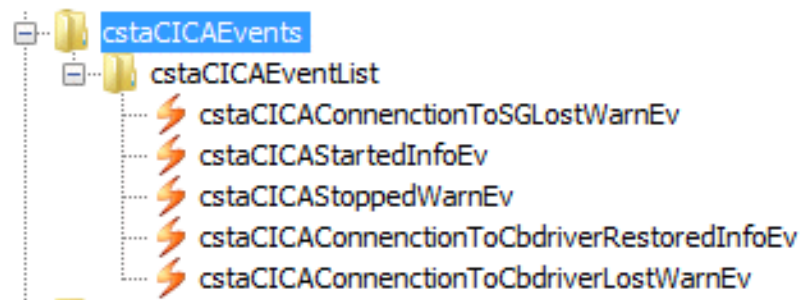 cstaCICAEvents
cstaCICAEventList
cstaCICAConnenctionToSGLostWarnEv
cstaCICAStartedInfoEv
cstaCICAStoppedWarnEv
cstaCICAConnenctionToCbdriverRestoredInfoEv
cstaCICAConnenctionToCbdriverLostWarnEv